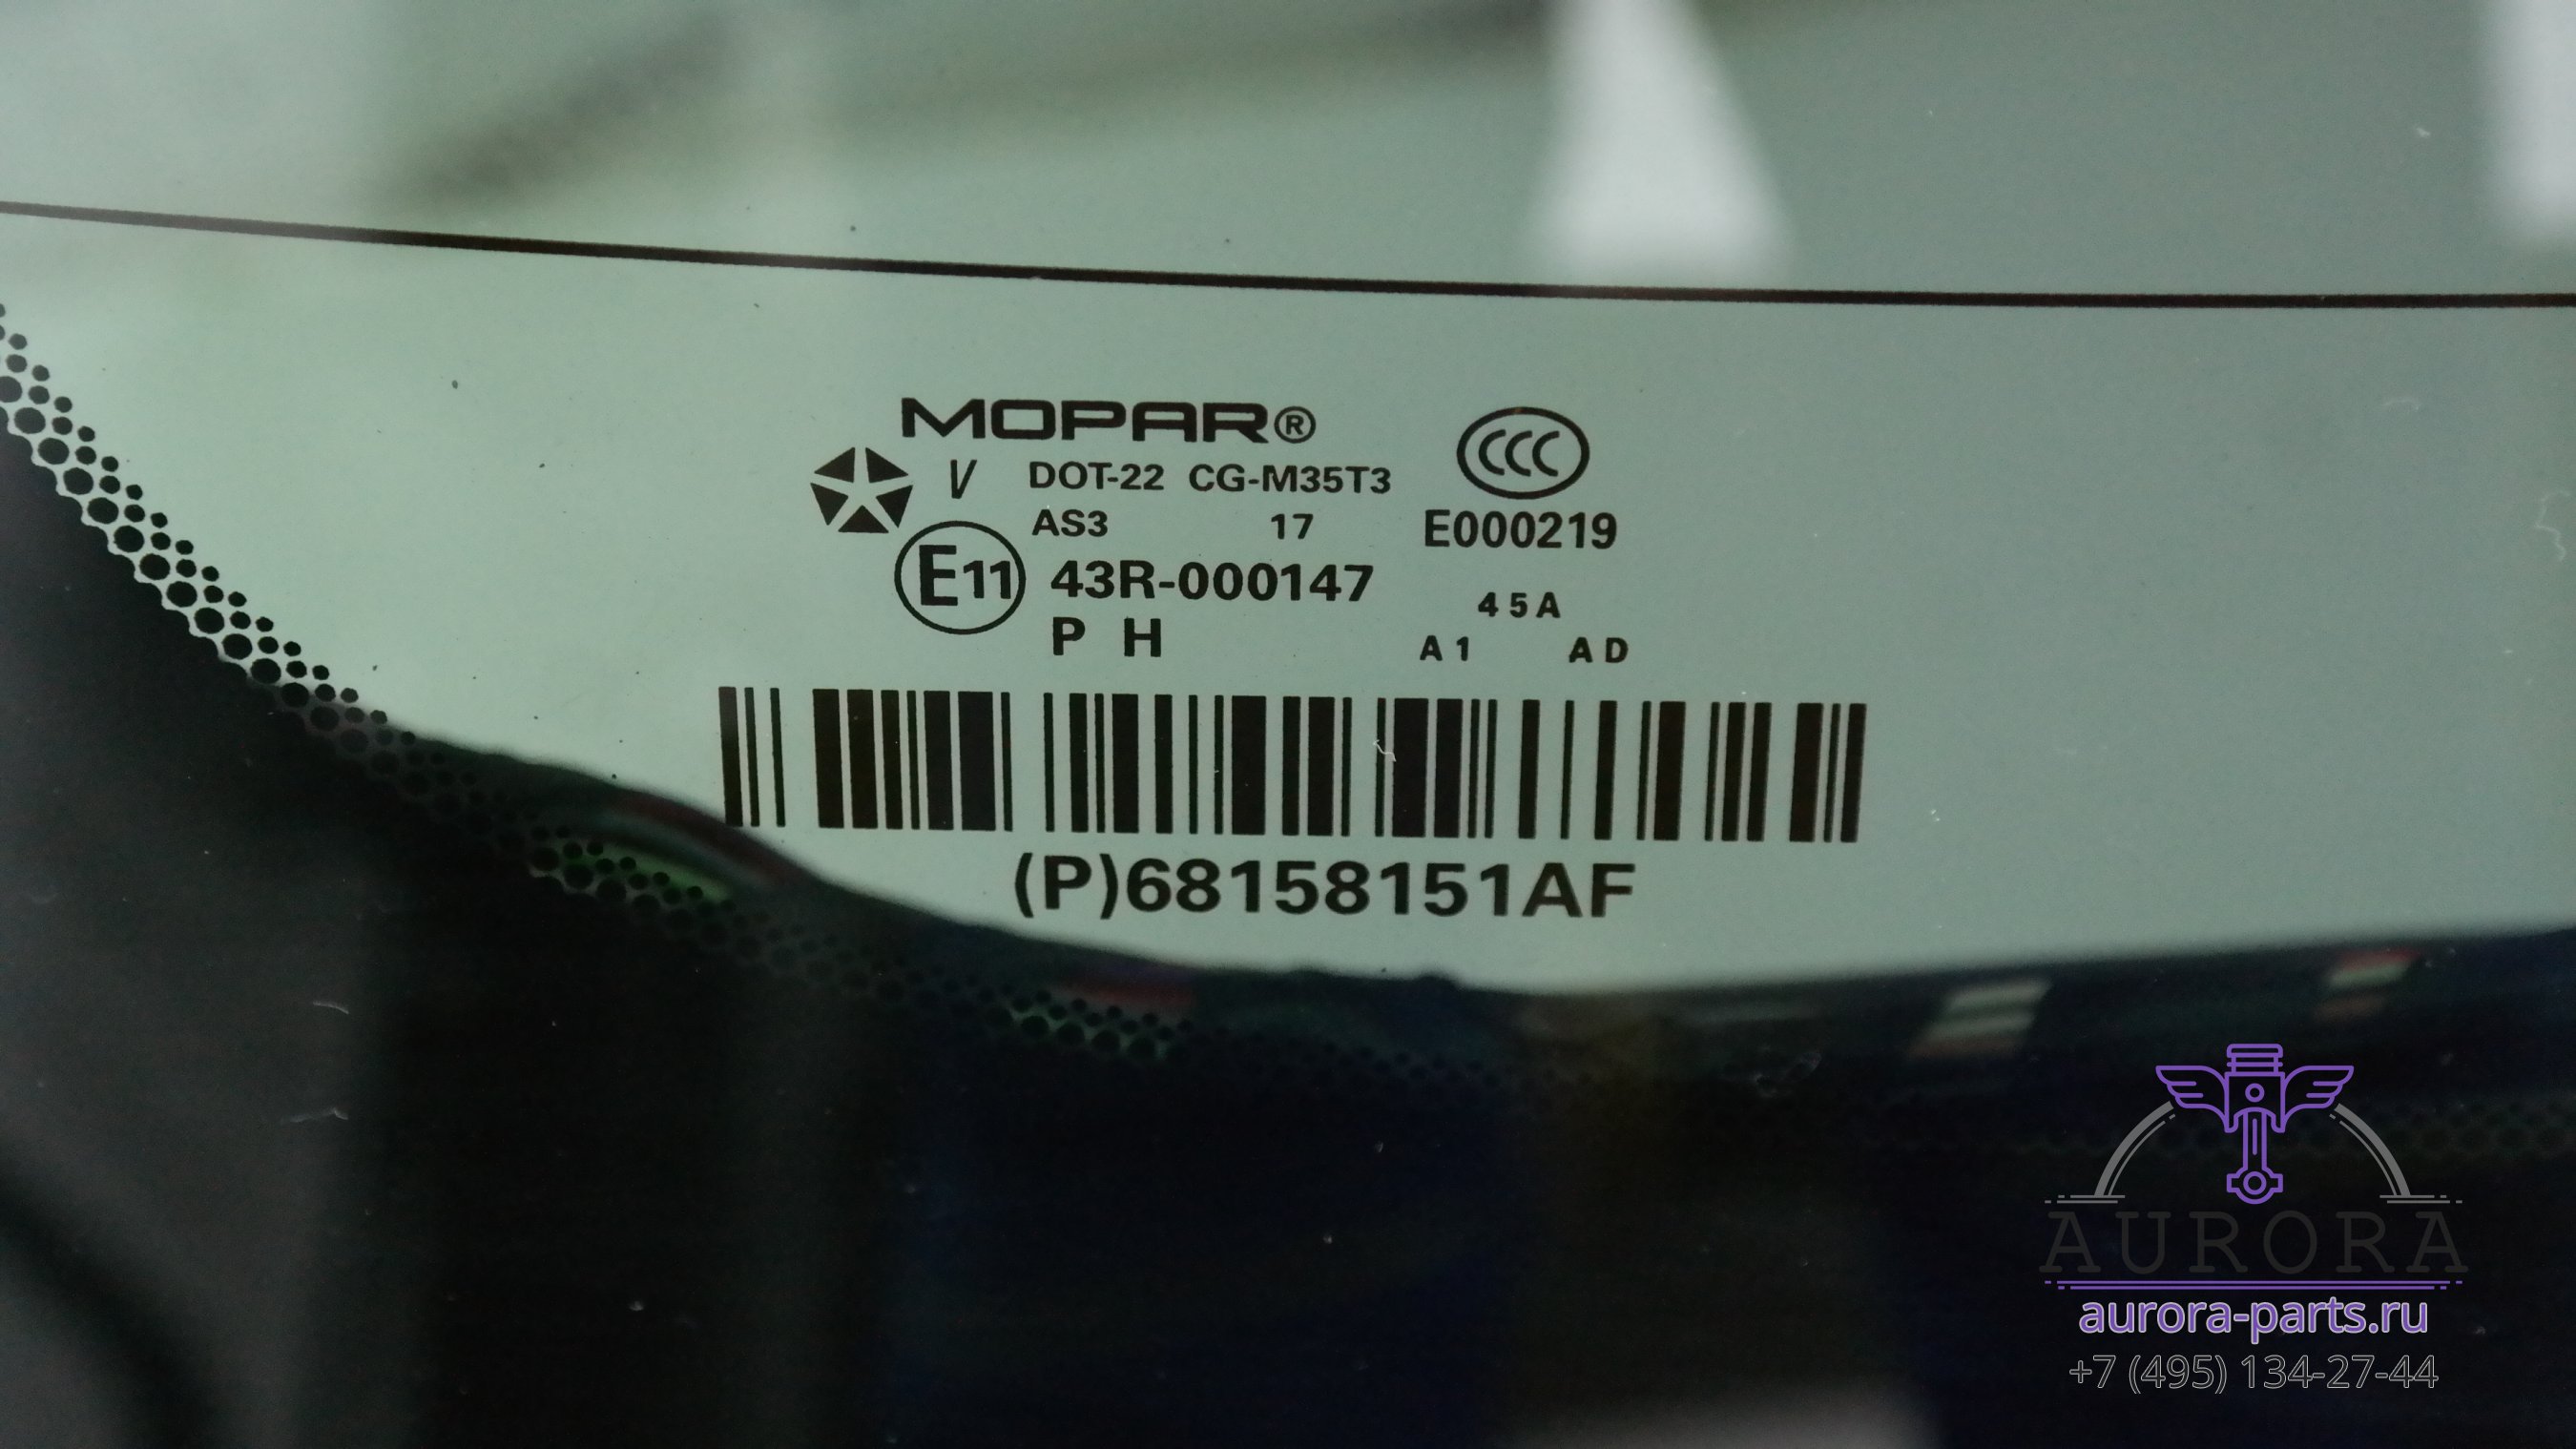 MOPAR®
V DOT-22 CG-M35T3
CCC
AS3 17 E000219
E11 43R-000147
45A
P H A1 AD
(P)68158151AF
AURORA
aurora-parts.ru
+7 (495) 134-27-44